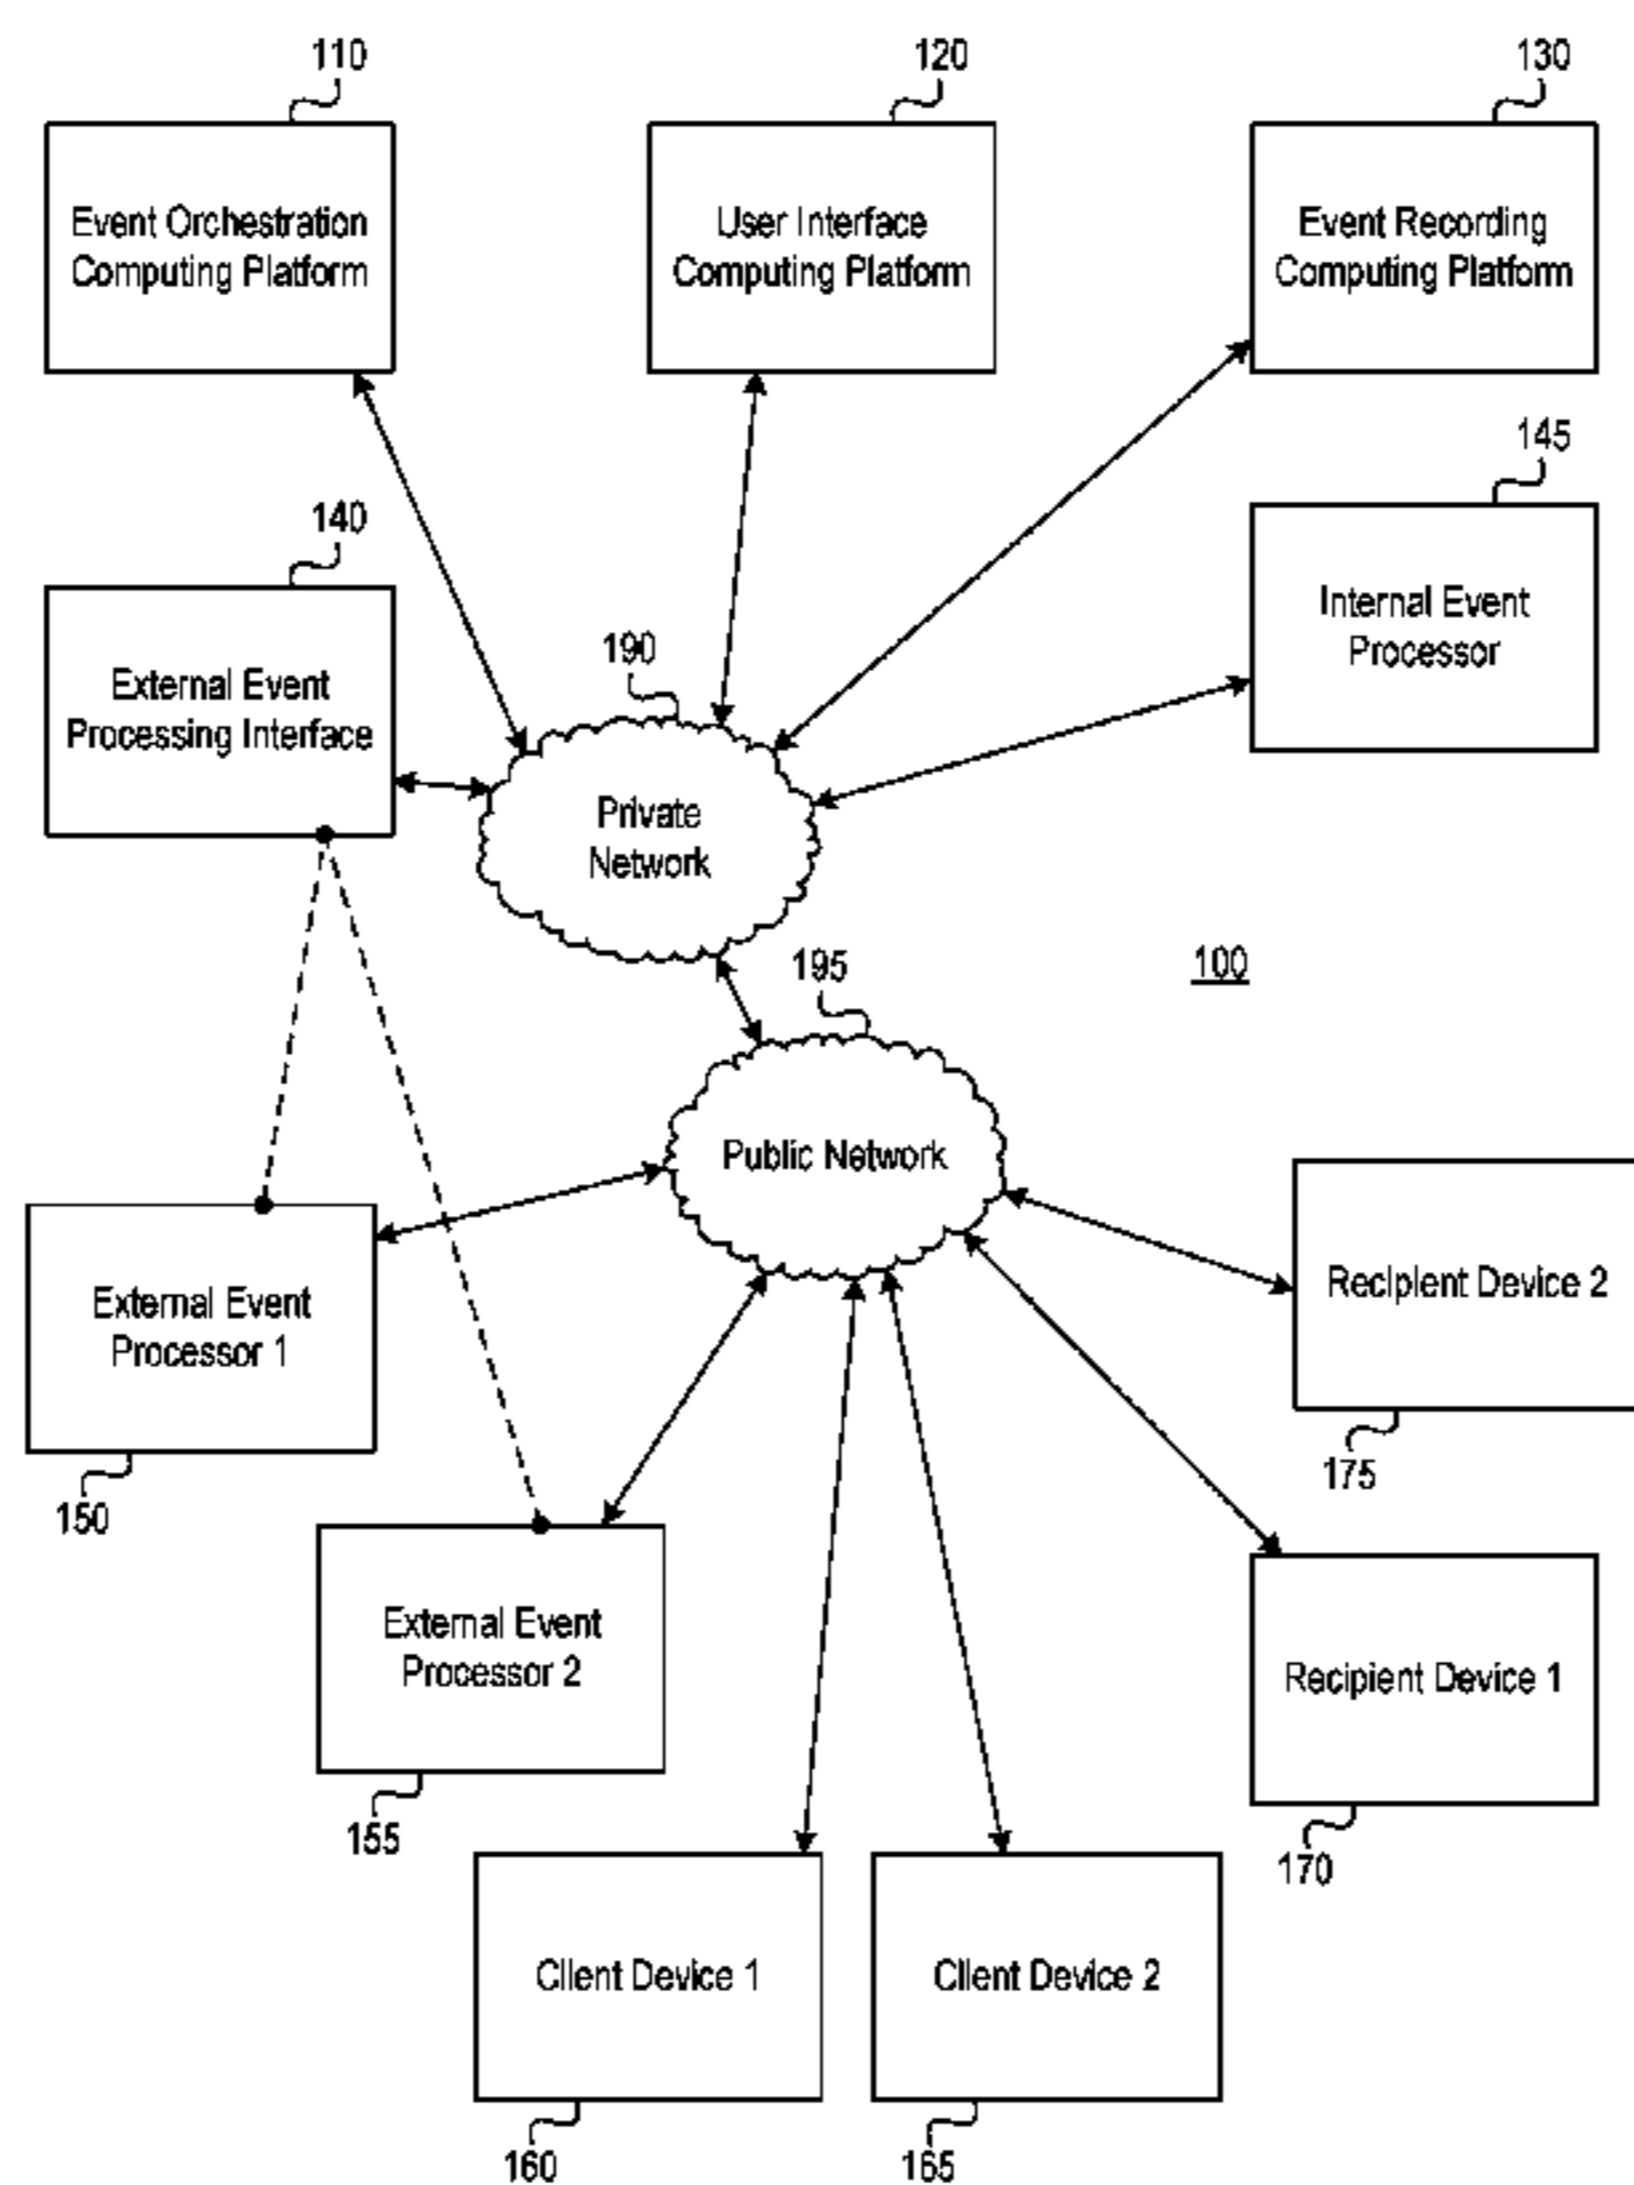 110
120
130
Event Orchestration
Computing Platform
User Interface
Computing Platform
Event Recording
Computing Platform
145
140
Internal Event
Processor
190
External Event
Processing Interface
Private
Network
195
100
Public Network
Recipient Device 2
External Event
Processor 1
175
150
External Event
Processor 2
Recipient Device 1
155
170
Client Device 1
Client Device 2
160
165